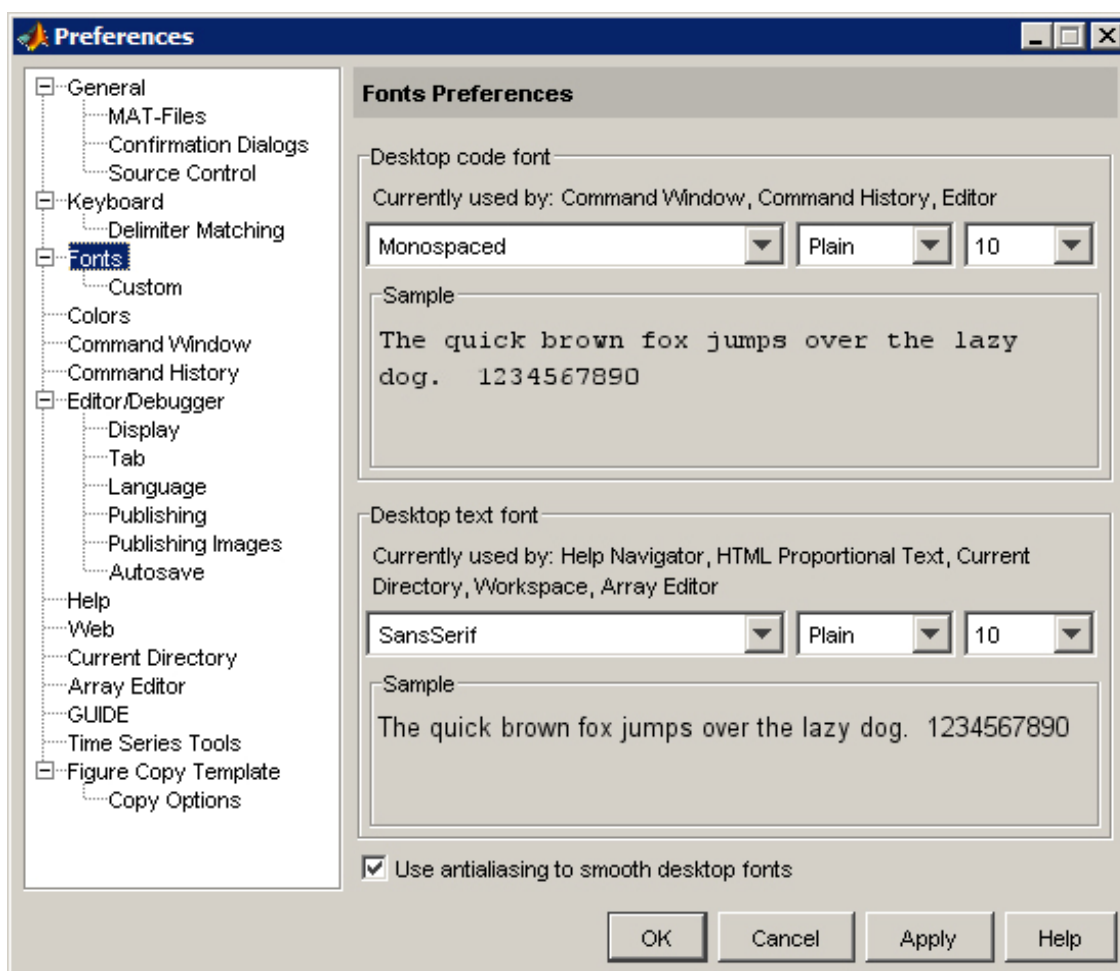 Preferences
General
MAT-Files
Confirmation Dialogs
Source Control
Keyboard
Delimiter Matching
Fonts
Custom
Colors
Command Window
Command History
Editor/Debugger
Display
Tab
Language
Publishing
Publishing Images
Autosave
Help
Web
Current Directory
Array Editor
GUIDE
Time Series Tools
Figure Copy Template
Copy Options
Fonts Preferences
Desktop code font
Currently used by: Command Window, Command History, Editor
Monospaced Plain 10
Sample
The quick brown fox jumps over the lazy
dog. 1234567890
Desktop text font
Currently used by: Help Navigator, HTML Proportional Text, Current
Directory, Workspace, Array Editor
SansSerif Plain 10
Sample
The quick brown fox jumps over the lazy dog. 1234567890
Use antialiasing to smooth desktop fonts
OK Cancel Apply Help